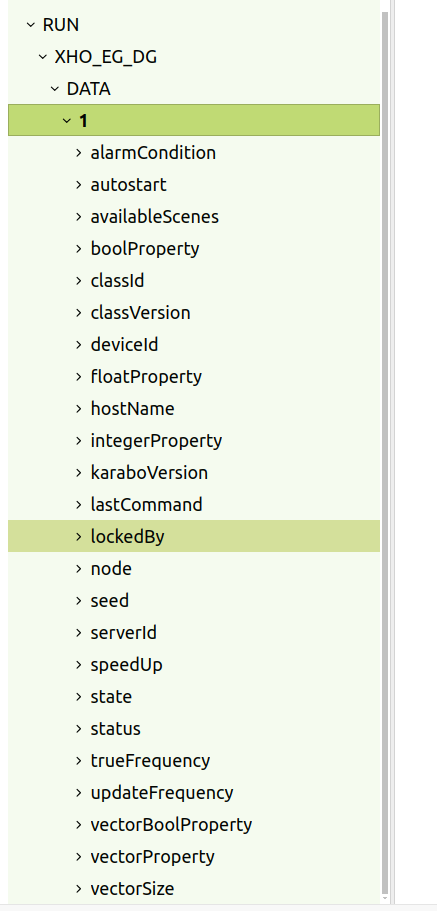 RUN
XHO_EG_DG
DATA
1
alarmCondition
autostart
availableScenes
boolProperty
classId
classVersion
deviceId
floatProperty
hostName
integerProperty
karaboVersion
lastCommand
lockedBy
node
seed
serverId
speedUp
state
status
trueFrequency
updateFrequency
vectorBoolProperty
vectorProperty
vectorSize